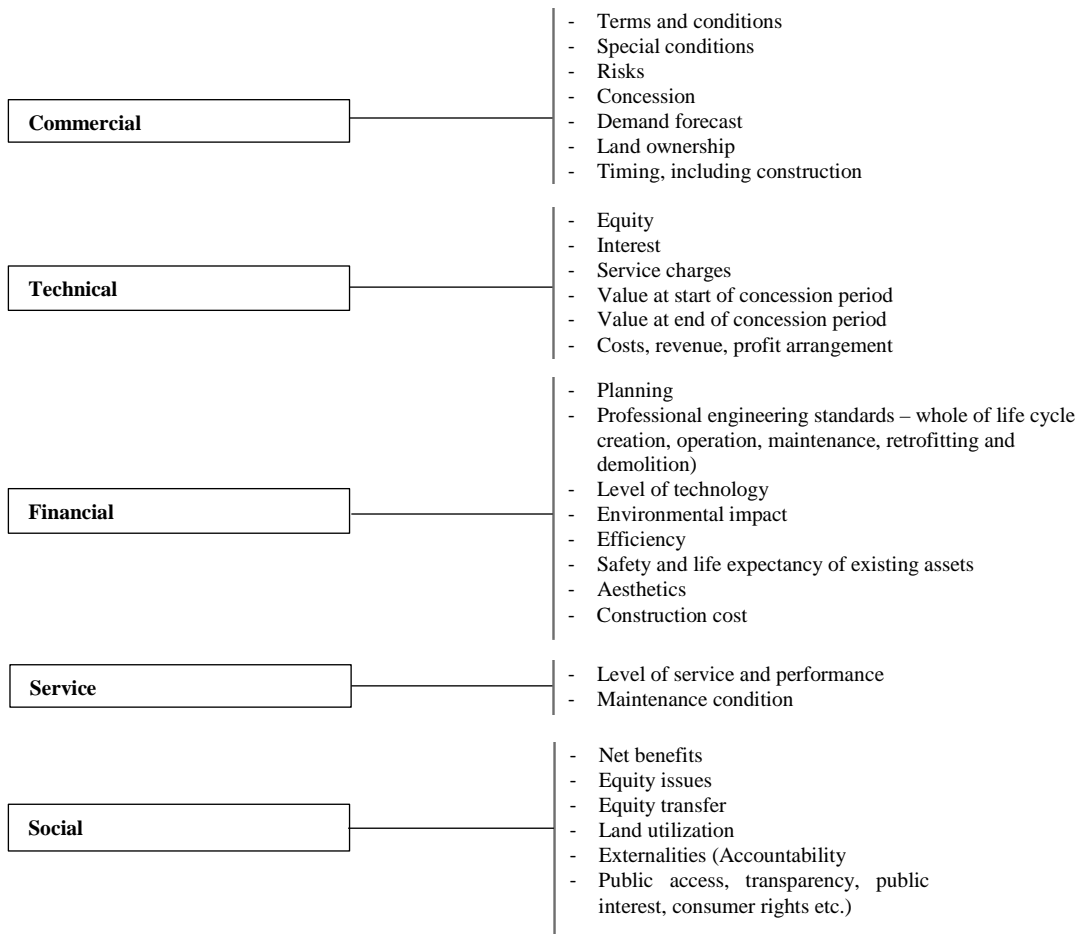 Commercial
- Terms and conditions
- Special conditions
- Risks
- Concession
- Demand forecast
- Land ownership
- Timing, including construction
Technical
- Equity
- Interest
- Service charges
- Value at start of concession period
- Value at end of concession period
- Costs, revenue, profit arrangement
Financial
- Planning
- Professional engineering standards – whole of life cycle
creation, operation, maintenance, retrofitting and
demolition)
- Level of technology
- Environmental impact
- Efficiency
- Safety and life expectancy of existing assets
- Aesthetics
- Construction cost
Service
- Level of service and performance
- Maintenance condition
Social
- Net benefits
- Equity issues
- Equity transfer
- Land utilization
- Externalities (Accountability
- Public access, transparency, public
interest, consumer rights etc.)